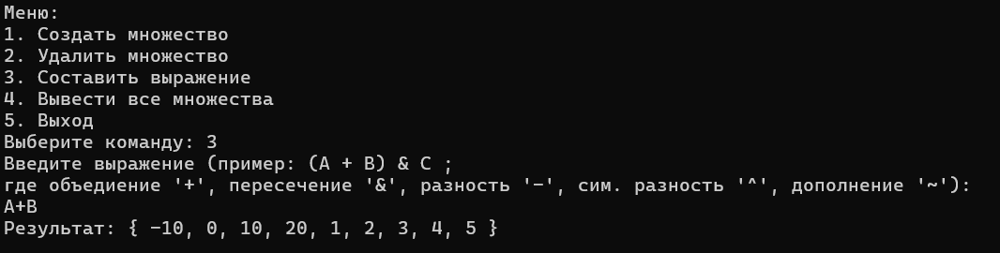 Меню:
1. Создать множество
2. Удалить множество
3. Составить выражение
4. Вывести все множества
5. Выход
Выберите команду: 3
Введите выражение (пример: (A + B) & C ;
где объедиение '+', пересечение '&', разность '-', сим. разность '^', дополнение '~'):
A+B
Результат: { -10, 0, 10, 20, 1, 2, 3, 4, 5 }